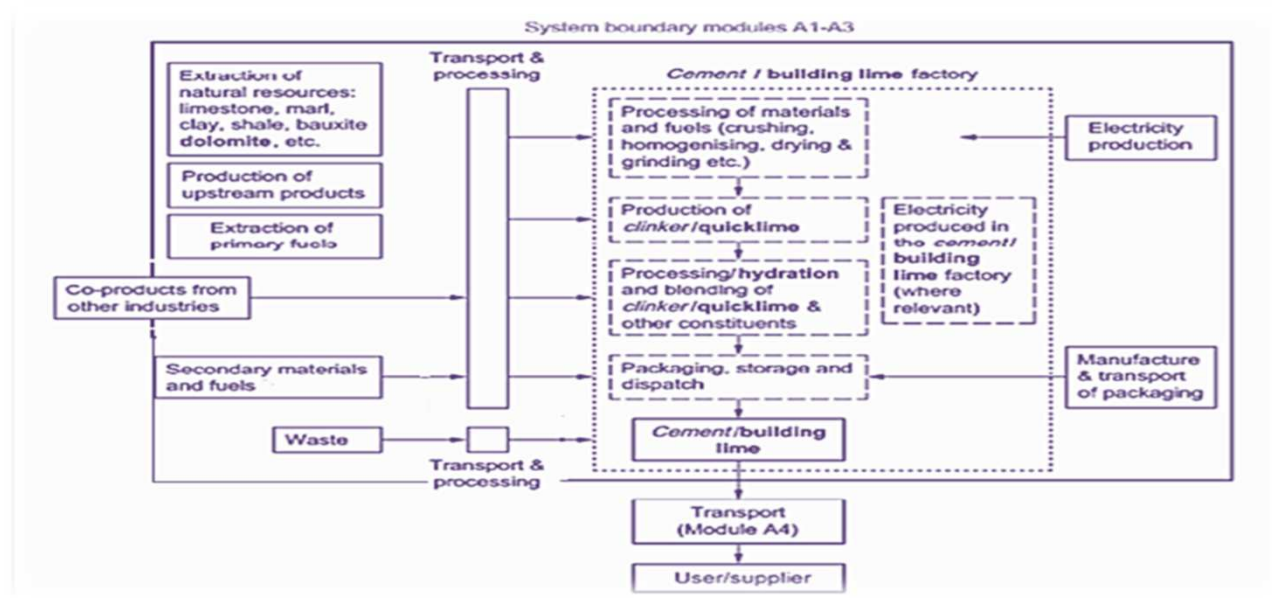 System boundary modules A1-A3
Extraction of
natural resources:
limestone, marl,
clay, shale, bauxite
dolomite, etc.
Production of
upstream products
Extraction of
primary fuels
Co-products from
other industries
Secondary materials
and fuels
Waste
Transport &
processing
Transport &
processing
Cement / building lime factory
Processing of materials
and fuels (crushing,
homogenising, drying &
grinding etc.)
Production of
clinker/quicklime
Processing/hydration
and blending of
clinker/quicklime &
other constituents
Packaging, storage and
dispatch
Cement/building
lime
Electricity
produced in
the cement/
building
lime factory
(where
relevant)
Electricity
production
Manufacture
& transport
of packaging
Transport
(Module A4)
User/supplier